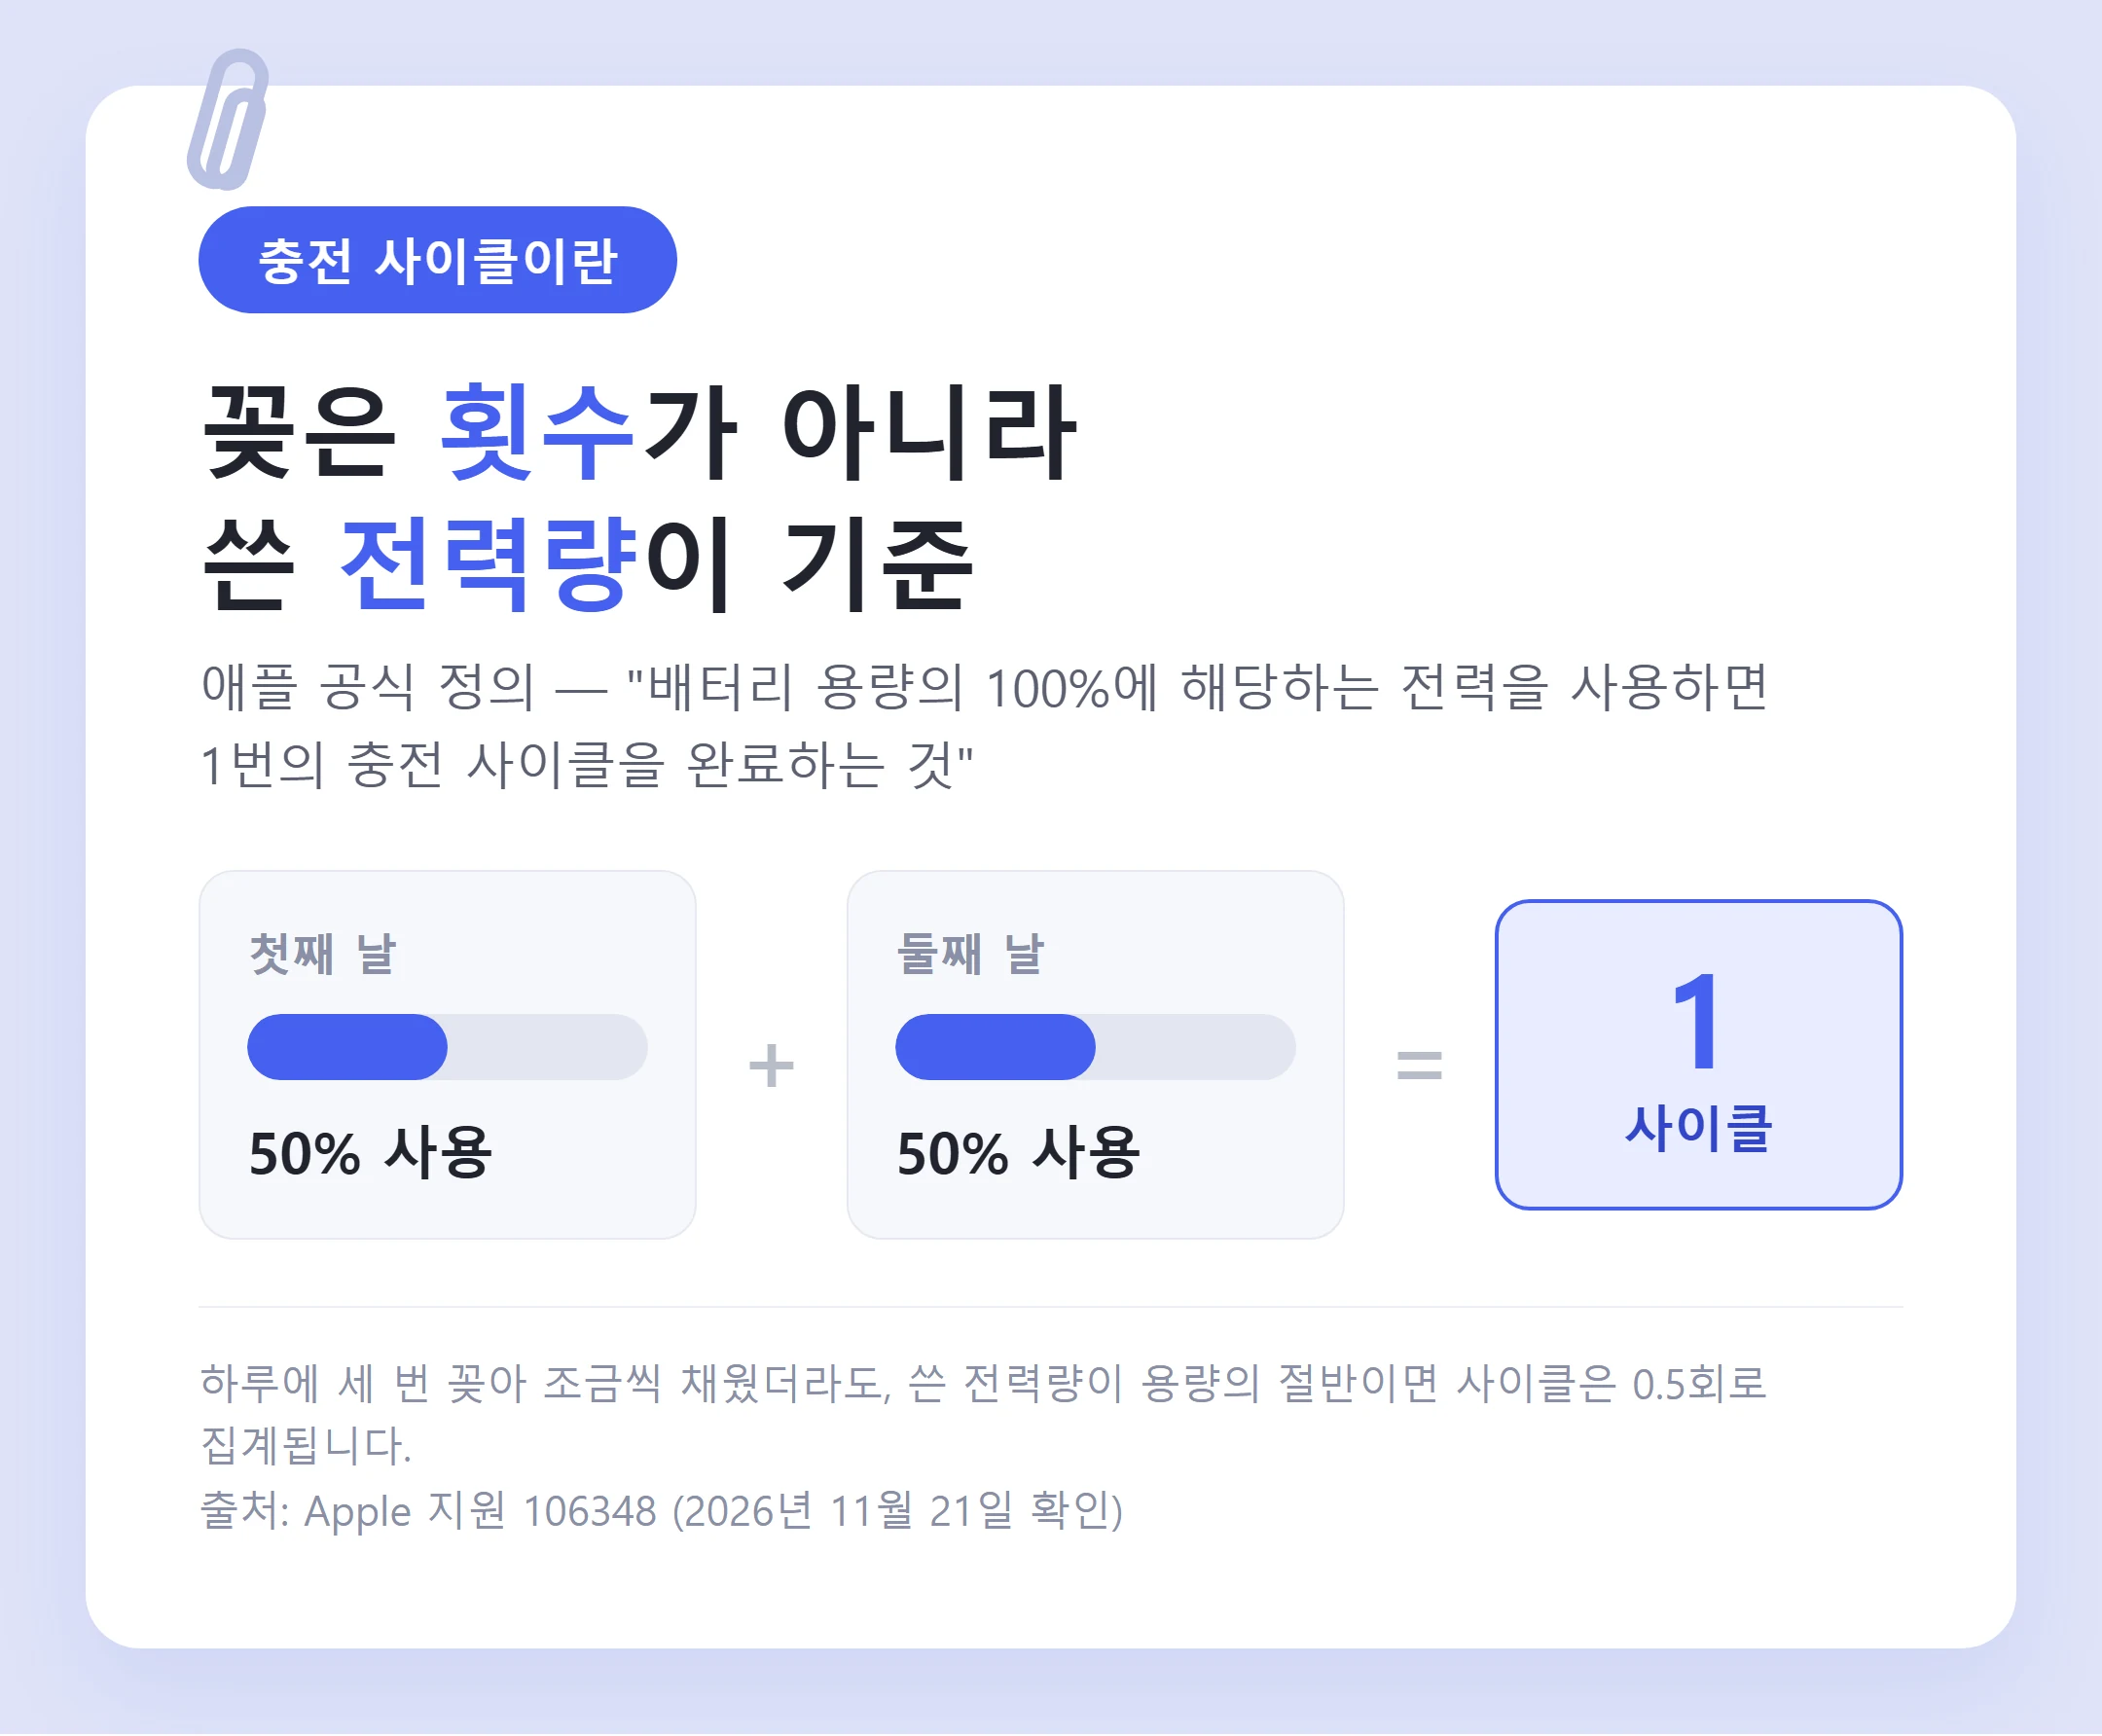 충전 사이클이란
꽂은 횟수가 아니라
쓴 전력량이 기준
애플 공식 정의 — "배터리 용량의 100%에 해당하는 전력을 사용하면
1번의 충전 사이클을 완료하는 것"
첫째 날
50% 사용
+
둘째 날
50% 사용
=
1
사이클
하루에 세 번 꽂아 조금씩 채웠더라도, 쓴 전력량이 용량의 절반이면 사이클은 0.5회로
집계됩니다.
출처: Apple 지원 106348 (2026년 11월 21일 확인)